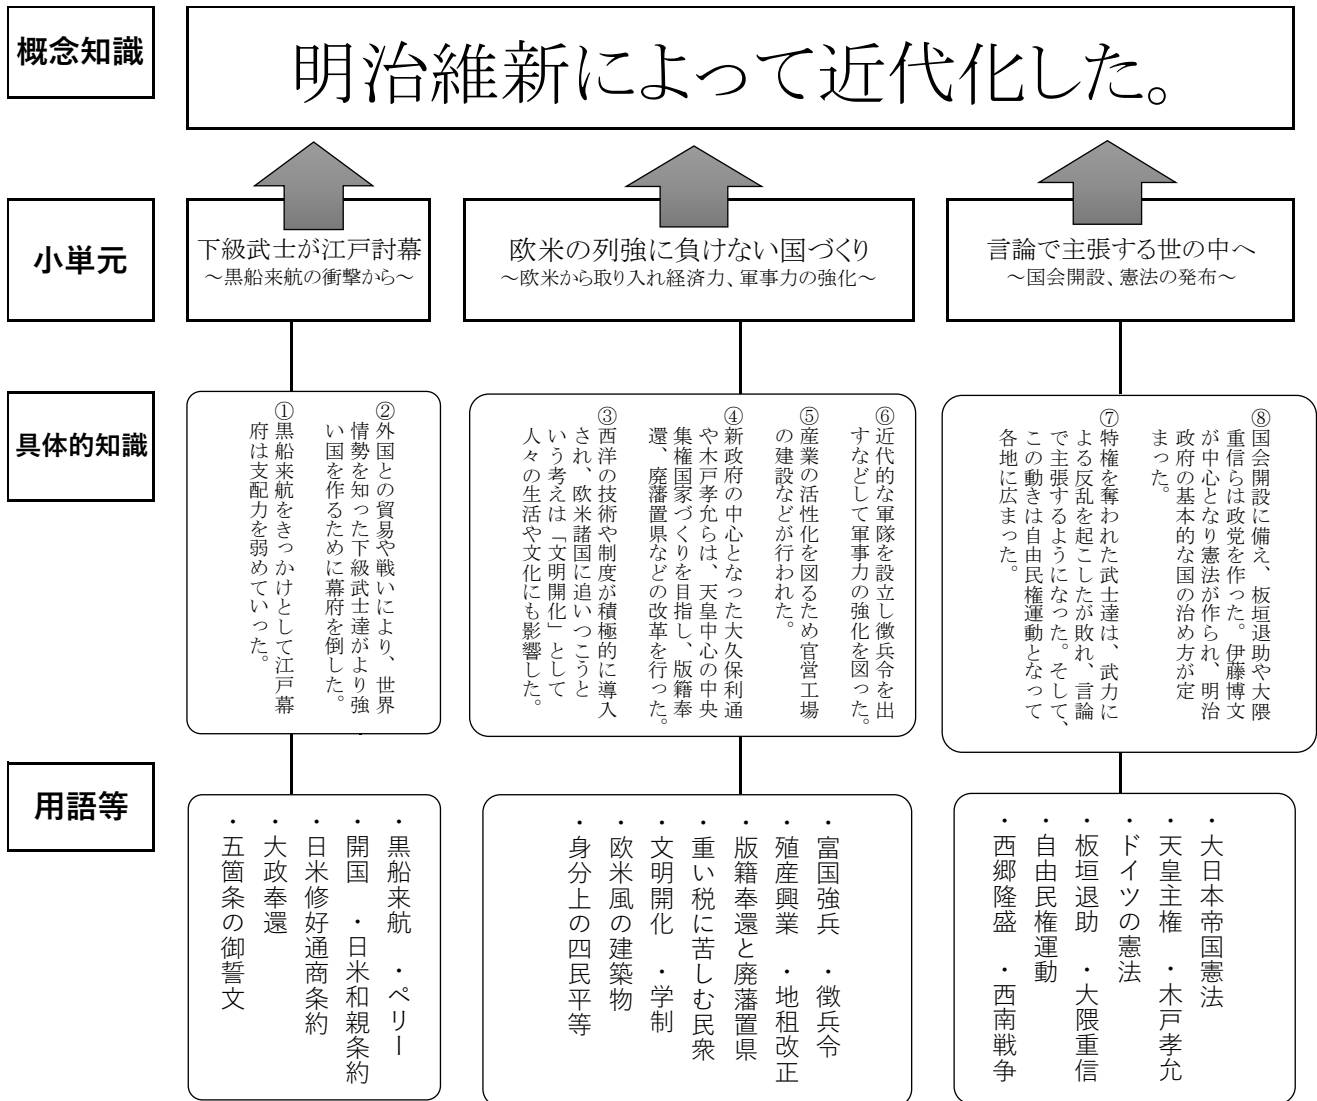 概念知識
明治維新によって近代化した。
小単元
下級武士が江戸討幕
～黒船来航の衝撃から～
欧米の列強に負けない国づくり
～欧米から取り入れ経済力、軍事力の強化～
言論で主張する世の中へ
～国会開設、憲法の発布～
具体的知識
②外国との貿易や戦いにより、世界
情勢を知った下級武士達がより強
い国を作るために幕府を倒した。
①黒船来航をきっかけとして江戸幕
府は支配力を弱めていった。
⑥近代的な軍隊を設立し徴兵令を出
すなどして軍事力の強化を図った。
⑤産業の活性化を図るため官営工場
の建設などが行われた。
④新政府の中心となった大久保利通
や木戸孝允らは、天皇中心の中央
集権国家づくりを目指し、版籍奉
還、廃藩置県などの改革を行った。
③西洋の技術や制度が積極的に導入
され、欧米諸国に追いつこうと
いう考えは「文明開化」として
人々の生活や文化にも影響した。
⑧国会開設に備え、板垣退助や大隈
重信らは政党を作った。伊藤博文
が中心となり憲法が作られ、明治
政府の基本的な国の治め方が定
まった。
⑦特権を奪われた武士達は、武力に
よる反乱を起こしたが敗れ、言論
で主張するようになった。そして、
この動きは自由民権運動となって
各地に広まった。
用語等
・黒船来航 ・ペリー
・開国 ・日米和親条約
・日米修好通商条約
・大政奉還
・五箇条の御誓文
・富国強兵 ・徴兵令
・殖産興業 ・地租改正
・版籍奉還と廃藩置県
・重い税に苦しむ民衆
・文明開化 ・学制
・欧米風の建築物
・身分上の四民平等
・大日本帝国憲法
・天皇主権 ・木戸孝允
・ドイツの憲法
・板垣退助 ・大隈重信
・自由民権運動
・西郷隆盛 ・西南戦争